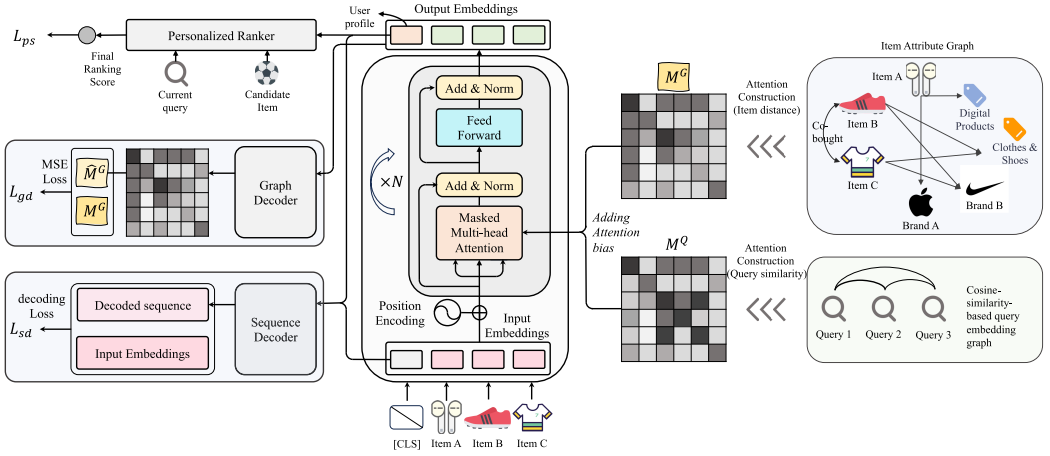 Output Embeddings
User
profile
L_ps
Personalized Ranker
Final
Ranking
Score
Current
query
Candidate
Item
Add & Norm
Feed
Forward
×N
Add & Norm
Masked
Multi-head
Attention
Position
Encoding
Input
Embeddings
[CLS]
Item A
Item B
Item C
MSE
Loss
M̂^G
M^G
L_gd
Graph
Decoder
decoding
Loss
L_sd
Decoded sequence
Input Embeddings
Sequence
Decoder
Adding
Attention
bias
M^G
M^Q
Attention
Construction
(Item distance)
Attention
Construction
(Query similarity)
Item Attribute Graph
Item A
Item B
Co-
bought
Item C
Digital
Products
Clothes &
Shoes
Brand A
Brand B
Query 1
Query 2
Query 3
Cosine-
similarity-
based query
embedding
graph